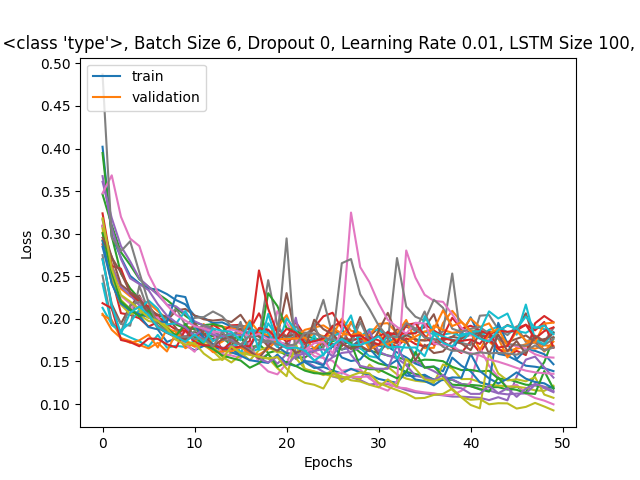 <class 'type'>, Batch Size 6, Dropout 0, Learning Rate 0.01, LSTM Size 100,
train
validation
0.50
0.45
0.40
0.35
0.30
0.25
0.20
0.15
0.10
Loss
0 10 20 30 40 50
Epochs